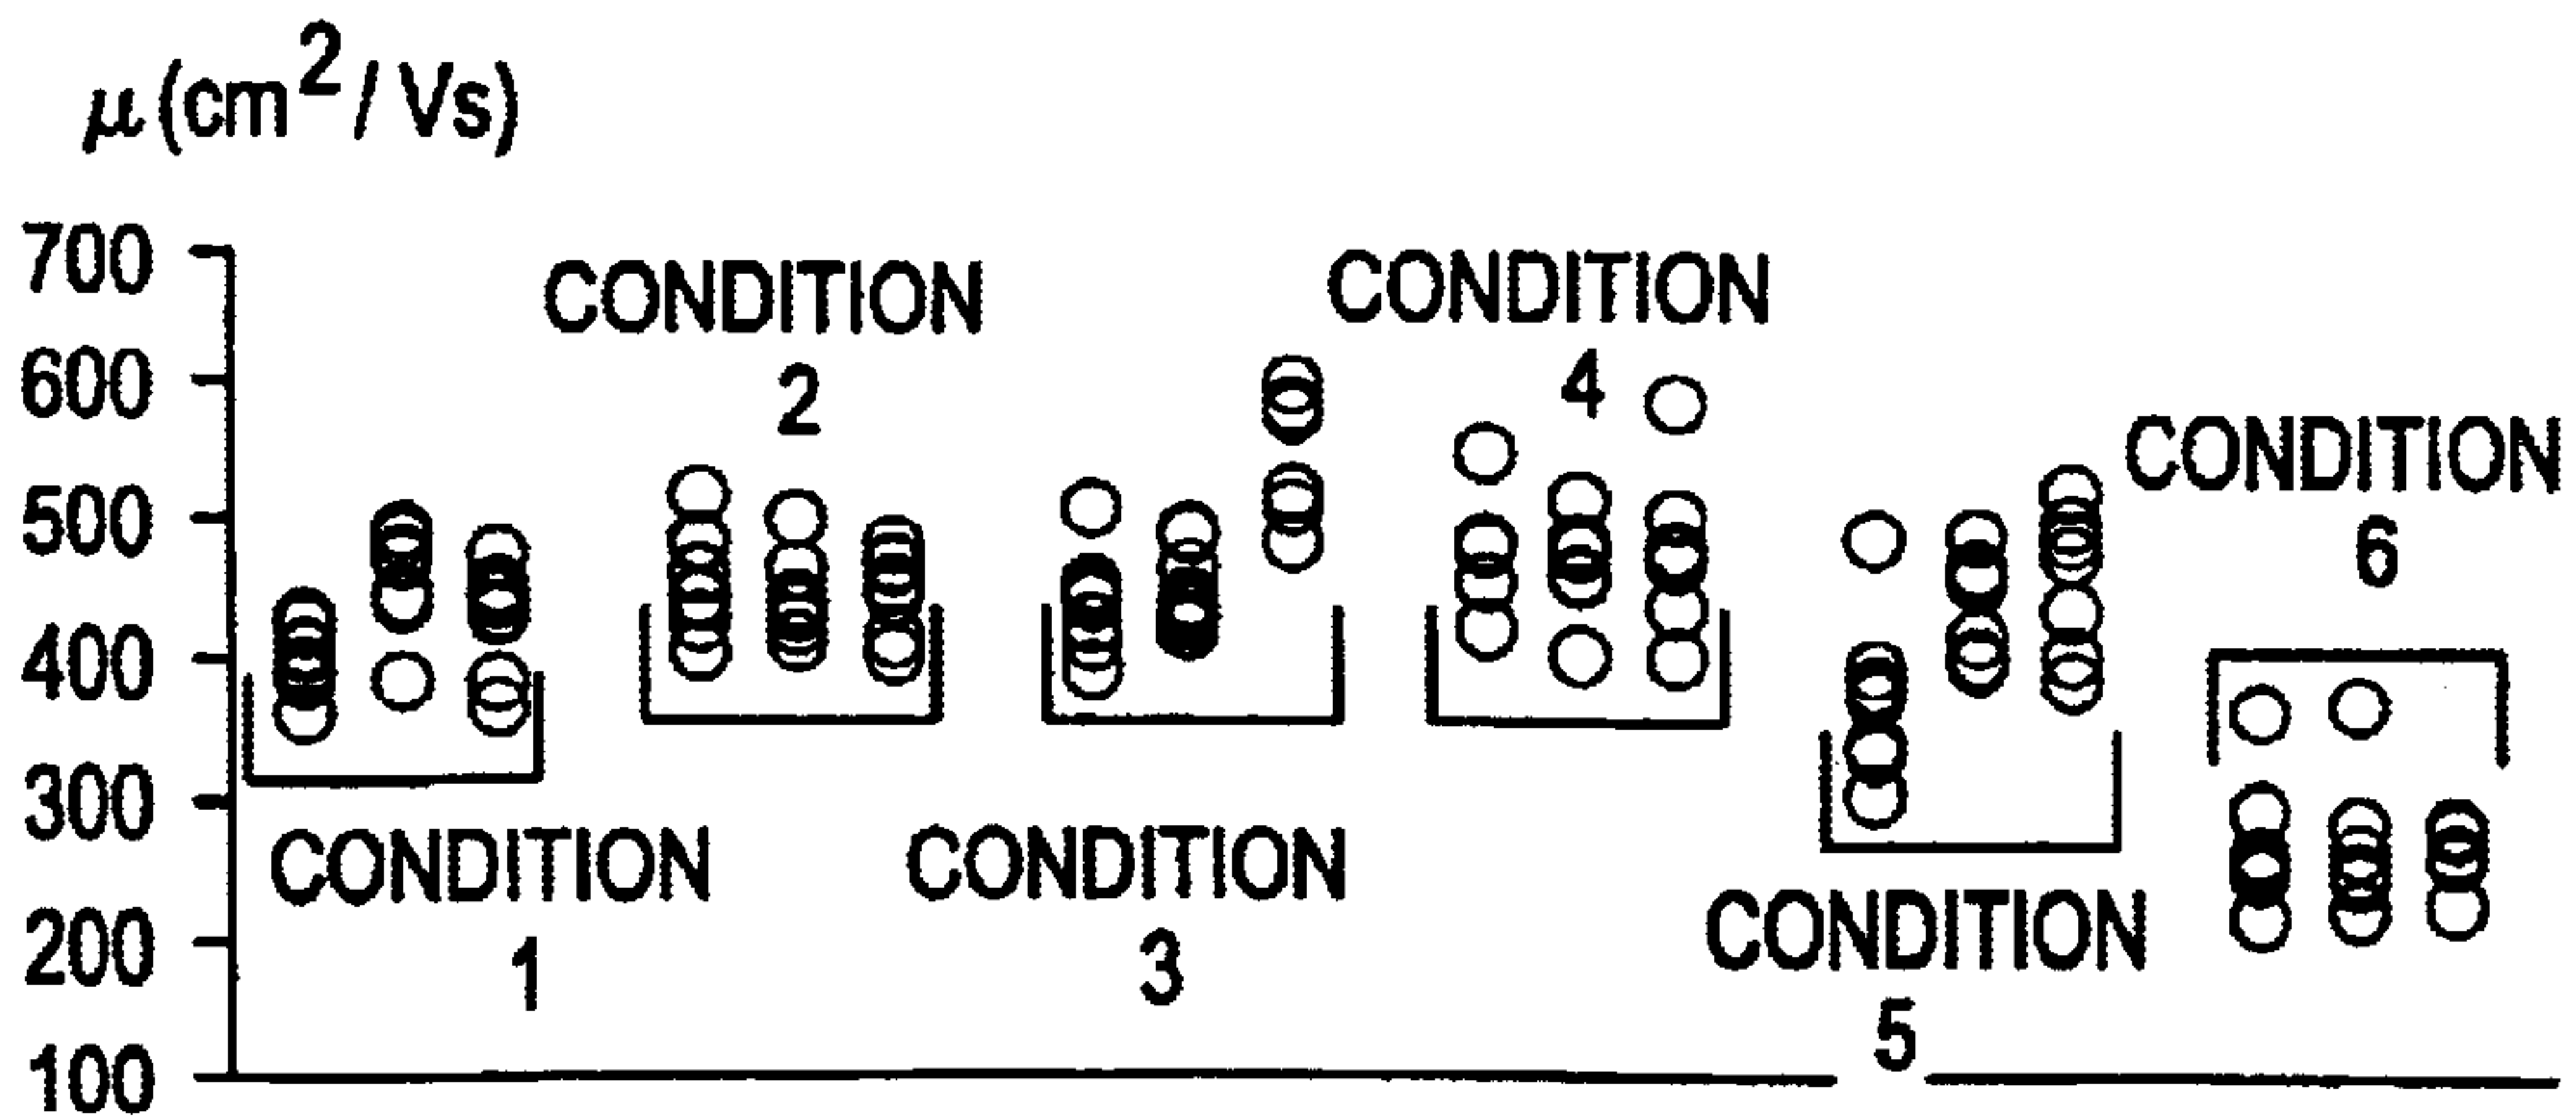 μ (cm2 / Vs)
700
600
500
400
300
200
100
CONDITION
1
CONDITION
2
CONDITION
3
CONDITION
4
CONDITION
5
CONDITION
6